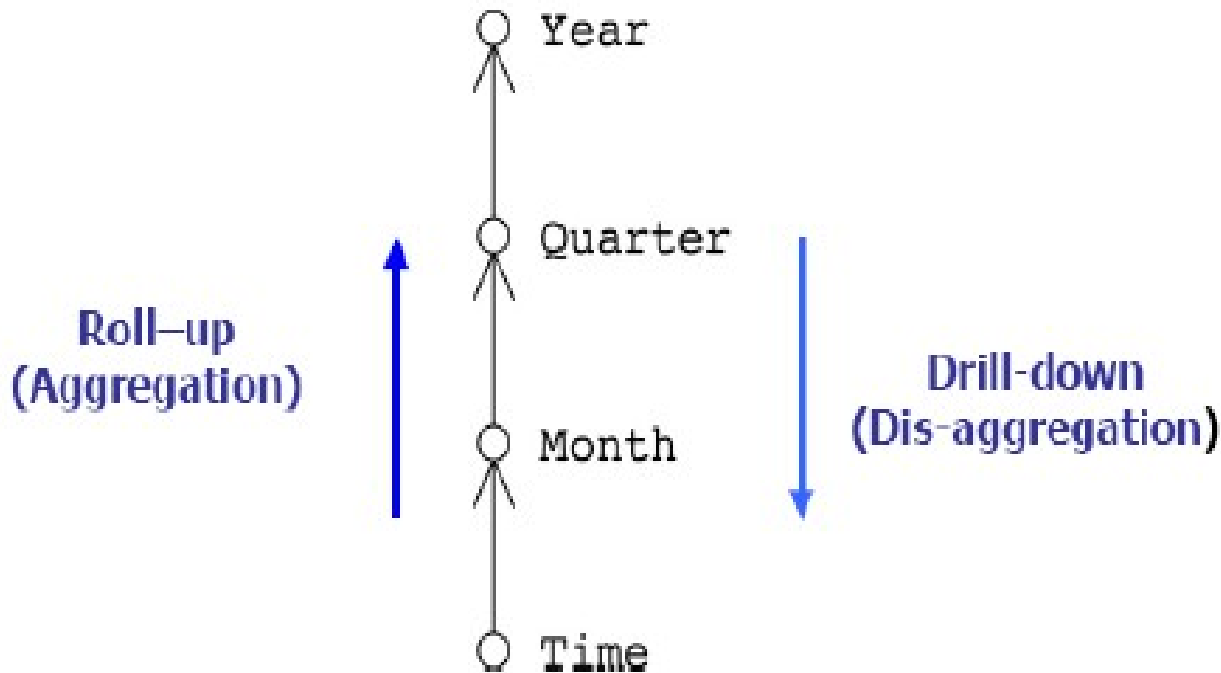 Year
Quarter
Roll–up
(Aggregation)
Drill-down
(Dis-aggregation)
Month
Time